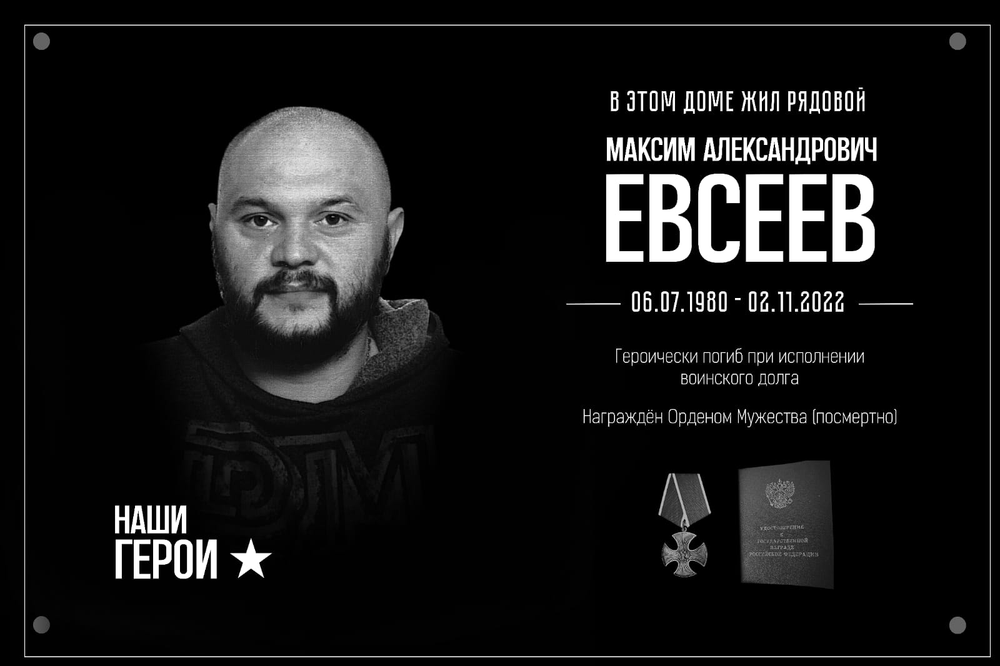 В ЭТОМ ДОМЕ ЖИЛ РЯДОВОЙ
МАКСИМ АЛЕКСАНДРОВИЧ
ЕВСЕЕВ
06.07.1980 - 02.11.2022
Героически погиб при исполнении
воинского долга
Награждён Орденом Мужества (посмертно)
УДОСТОВЕРЕНИЕ
К
ГОСУДАРСТВЕННОЙ
НАГРАДЕ
РОССИЙСКОЙ ФЕДЕРАЦИИ
НАШИ
ГЕРОИ